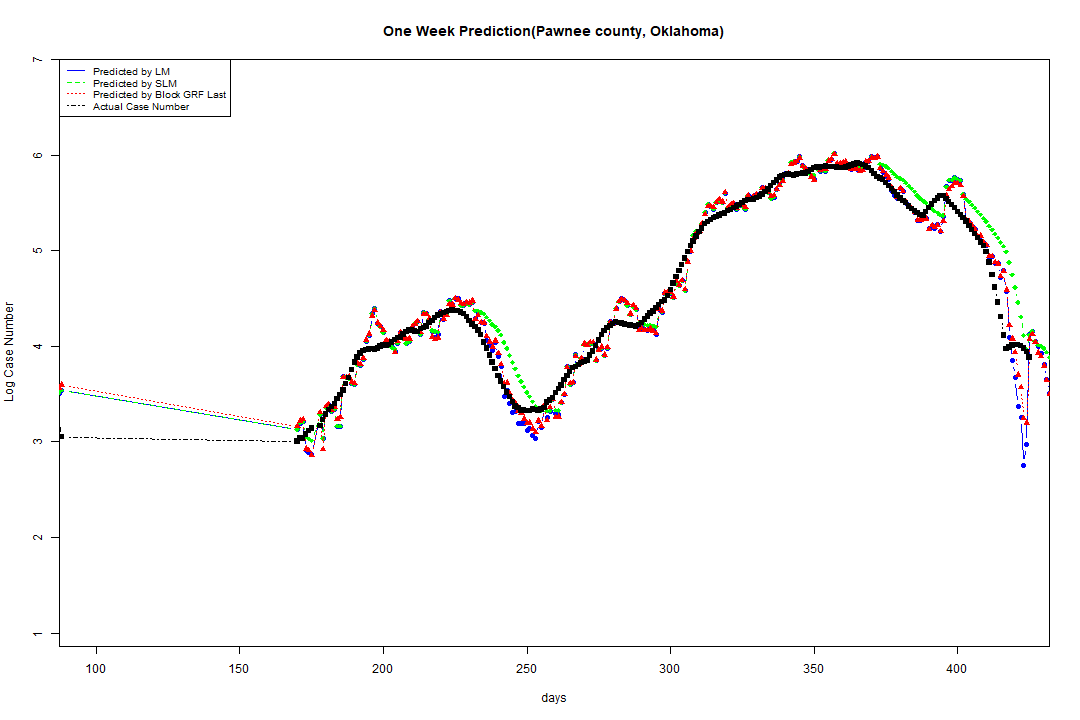 One Week Prediction(Pawnee county, Oklahoma)
Predicted by LM
Predicted by SLM
Predicted by Block GRF Last
Actual Case Number
7
6
5
4
3
2
1
Log Case Number
100 150 200 250 300 350 400
days